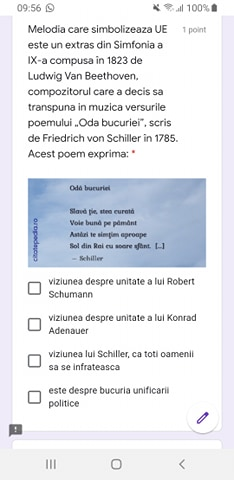 09:56
100%
Melodia care simbolizeaza UE
1 point
este un extras din Simfonia a
IX-a compusa în 1823 de
Ludwig Van Beethoven,
compozitorul care a decis sa
transpuna in muzica versurile
poemului „Oda bucuriei”, scris
de Friedrich von Schiller în 1785.
Acest poem exprima: *
Odă bucuriei
Slavă ţie, stea curată
Voie bună pe pământ
Astăzi te simţim aproape
Sol din Rai cu soare sfânt. [...]
— Schiller
citatepedia.ro
viziunea despre unitate a lui Robert
Schumann
viziunea despre unitate a lui Konrad
Adenauer
viziunea lui Schiller, ca toti oamenii
sa se infrateasca
este despre bucuria unificarii
politice